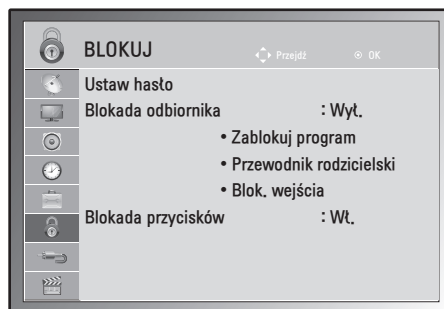 BLOKUJ Przejdź OK
Ustaw hasło
Blokada odbiornika : Wył.
• Zablokuj program
• Przewodnik rodzicielski
• Blok. wejścia
Blokada przycisków : Wł.